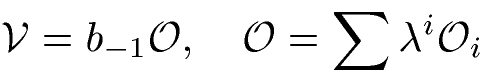 𝒱 = b₋₁𝒪, 𝒪 = ∑ λⁱ𝒪ᵢ